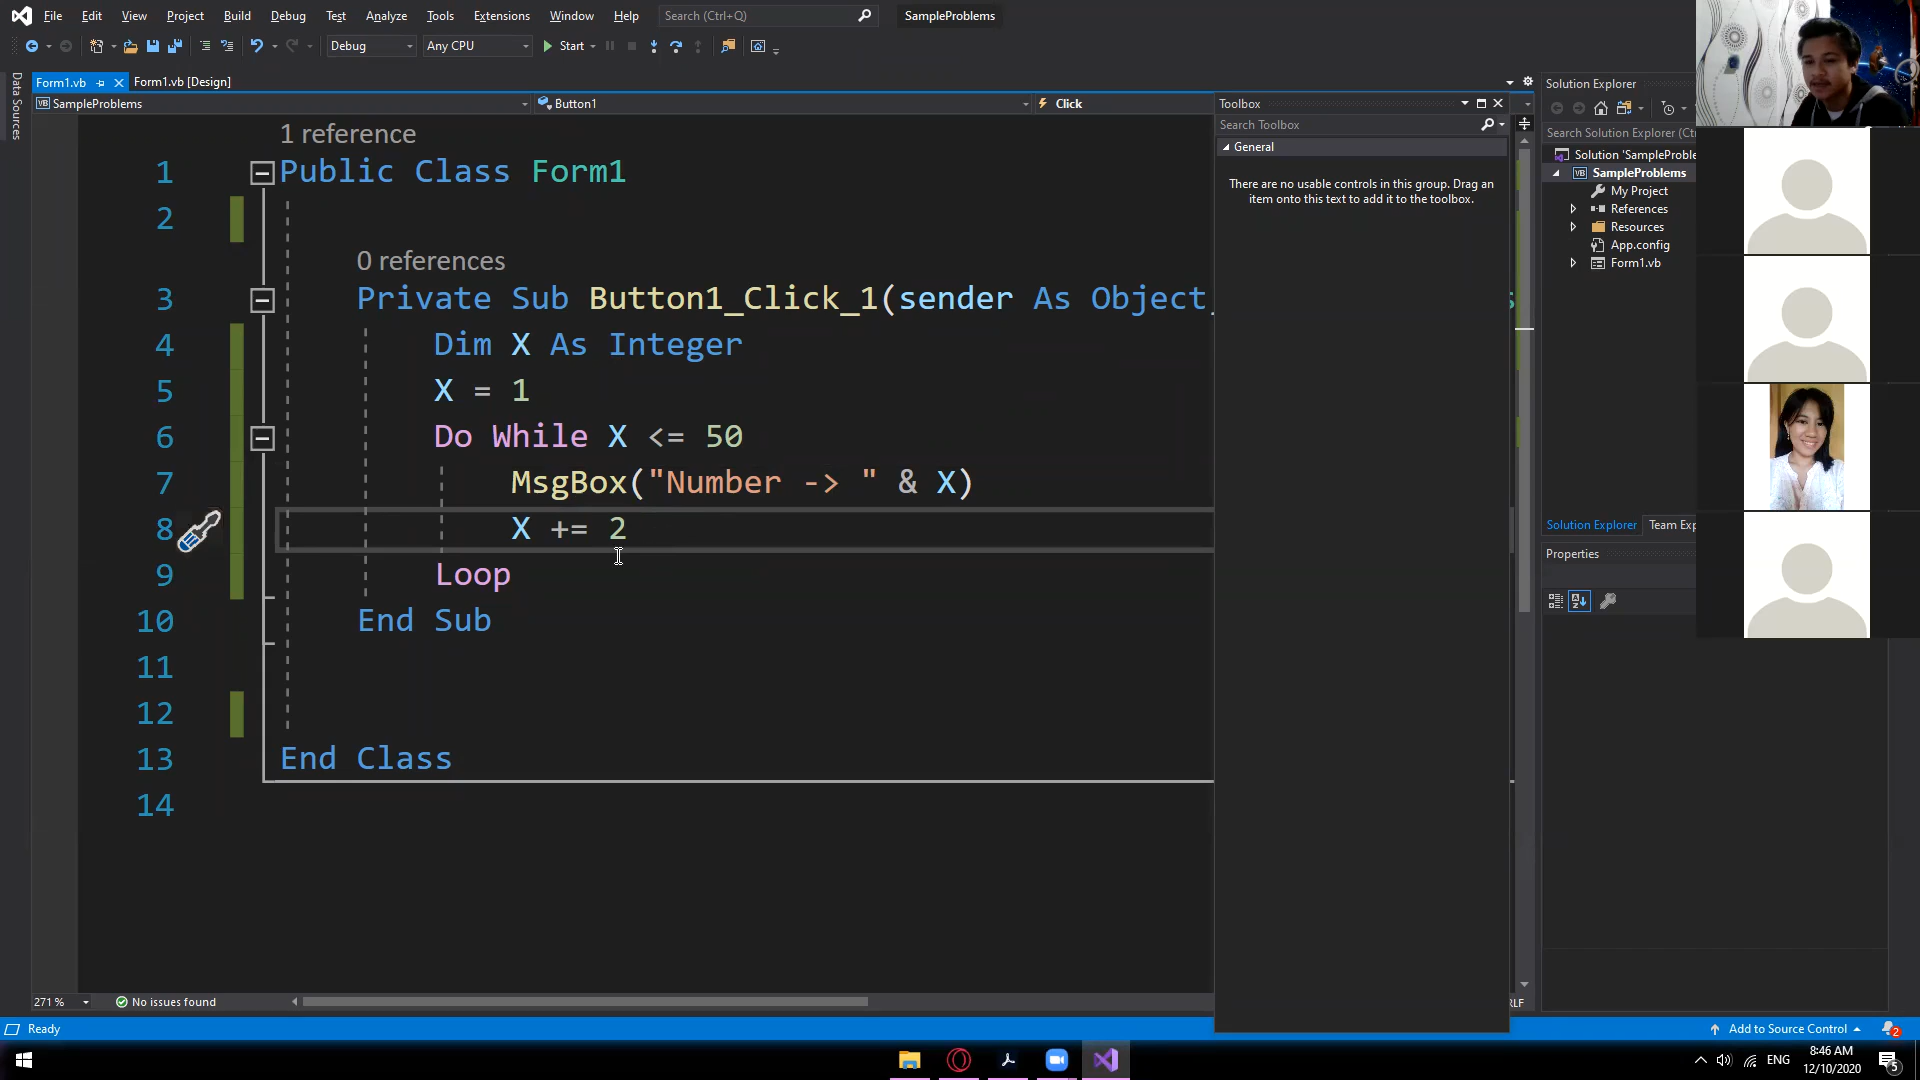 File Edit View Project Build Debug Test Analyze Tools Extensions Window Help Search (Ctrl+Q) SampleProblems
Debug Any CPU Start
Form1.vb Form1.vb [Design]
SampleProblems Button1 Click
Data Sources
1 reference
1 Public Class Form1
2
0 references
3 Private Sub Button1_Click_1(sender As Object,
4 Dim X As Integer
5 X = 1
6 Do While X <= 50
7 MsgBox("Number -> " & X)
8 X += 2
9 Loop
10 End Sub
11
12
13 End Class
14
271 % No issues found
Toolbox
Search Toolbox
General
There are no usable controls in this group. Drag an
item onto this text to add it to the toolbox.
Solution Explorer
Search Solution Explorer (Ctr
Solution 'SampleProble
SampleProblems
My Project
References
Resources
App.config
Form1.vb
Solution Explorer Team Exp
Properties
Ready
Add to Source Control 2
ENG
8:46 AM
12/10/2020
5